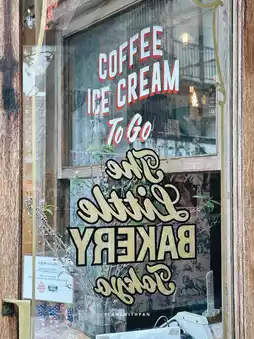 COFFEE
ICE CREAM
To Go
The
Little
BAKERY
Tokyo